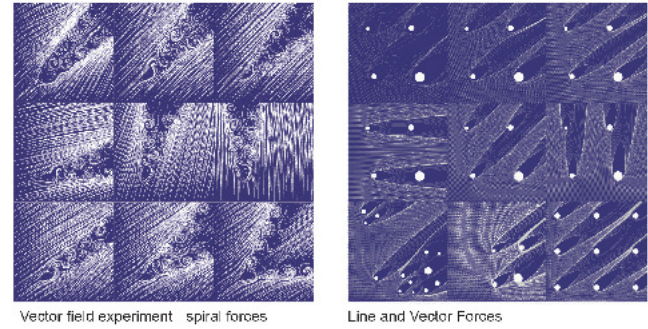 Vector field experiment spiral forces
Line and Vector Forces